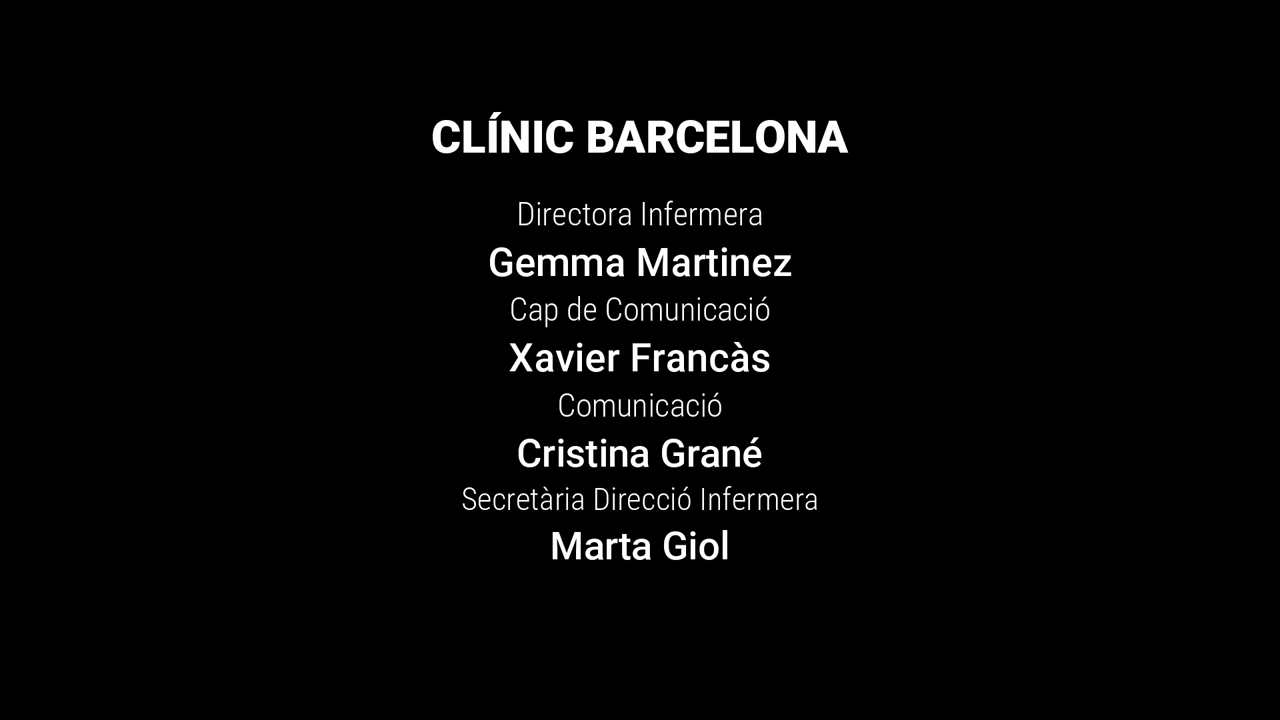 CLÍNIC BARCELONA
Directora Infermera
Gemma Martinez
Cap de Comunicació
Xavier Francàs
Comunicació
Cristina Grané
Secretària Direcció Infermera
Marta Giol